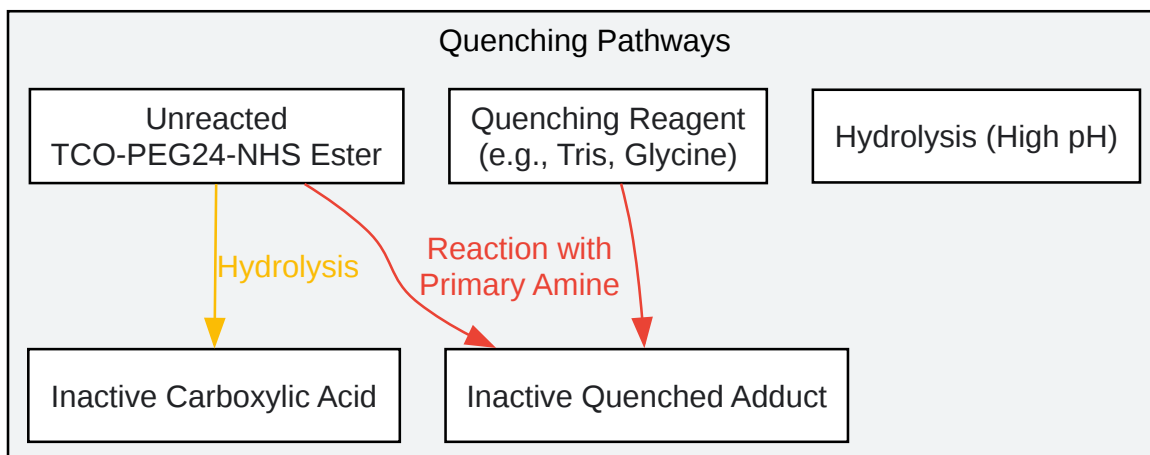 Quenching Pathways
Unreacted
TCO-PEG24-NHS Ester
Quenching Reagent
(e.g., Tris, Glycine)
Hydrolysis (High pH)
Hydrolysis
Reaction with
Primary Amine
Inactive Carboxylic Acid
Inactive Quenched Adduct